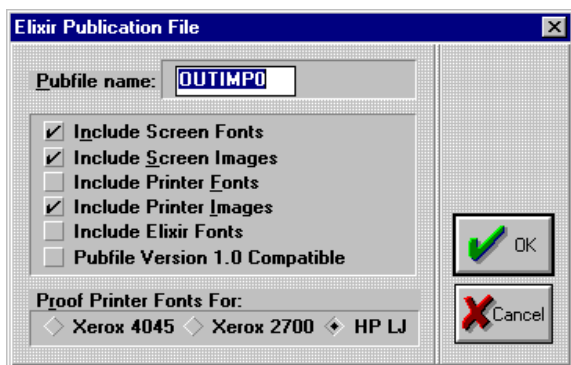 Elixir Publication File
Pubfile name: OUTIMP0
Include Screen Fonts
Include Screen Images
Include Printer Fonts
Include Printer Images
Include Elixir Fonts
Pubfile Version 1.0 Compatible
OK
Proof Printer Fonts For:
Xerox 4045 Xerox 2700 HP LJ
Cancel